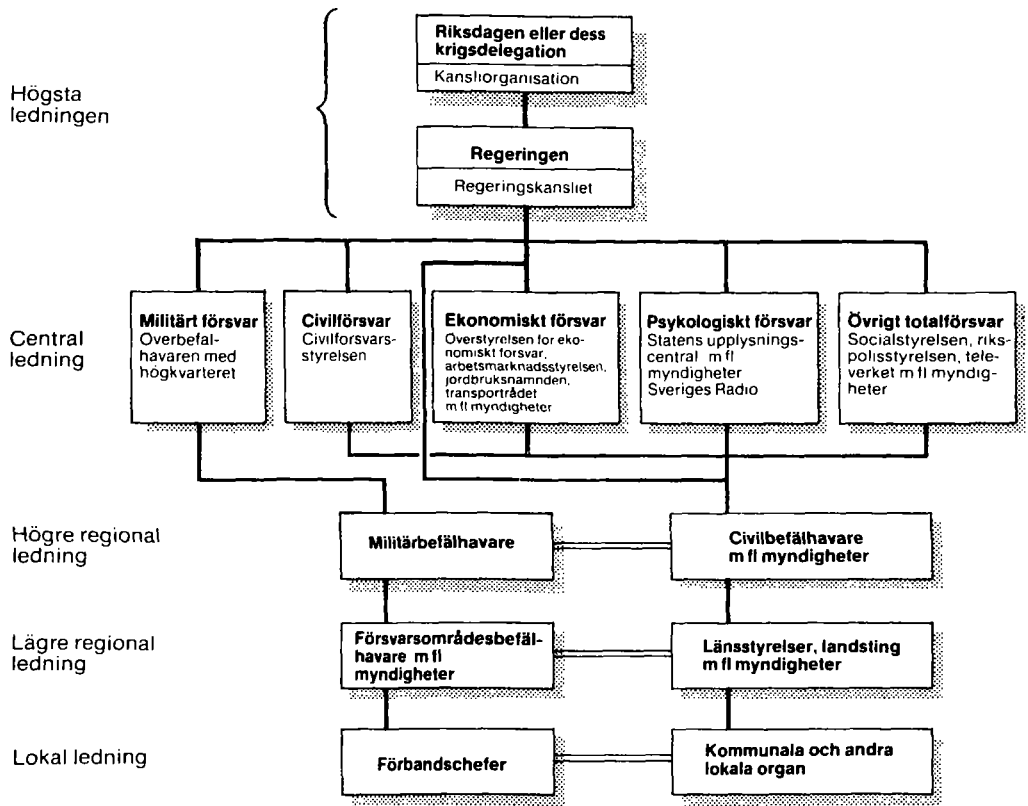 Högsta
ledningen
Riksdagen eller dess
krigsdelegation
Kansliorganisation
Regeringen
Regeringskansliet
Central
ledning
Militärt försvar
Överbefäl-
havaren med
högkvarteret
Civilförsvar
Civilförsvars-
styrelsen
Ekonomiskt försvar
Överstyrelsen för eko-
nomiskt försvar,
arbetsmarknadsstyrelsen,
jordbruksnämnden,
transportrådet
m fl myndigheter
Psykologiskt försvar
Statens upplysnings-
central m fl
myndigheter
Sveriges Radio
Övrigt totalförsvar
Socialstyrelsen, riks-
polisstyrelsen, tele-
verket m fl myndig-
heter
Högre regional
ledning
Militärbefälhavare
Civilbefälhavare
m fl myndigheter
Lägre regional
ledning
Försvarsområdesbefäl-
havare m fl
myndigheter
Länsstyrelser, landsting
m fl myndigheter
Lokal ledning
Förbandschefer
Kommunala och andra
lokala organ